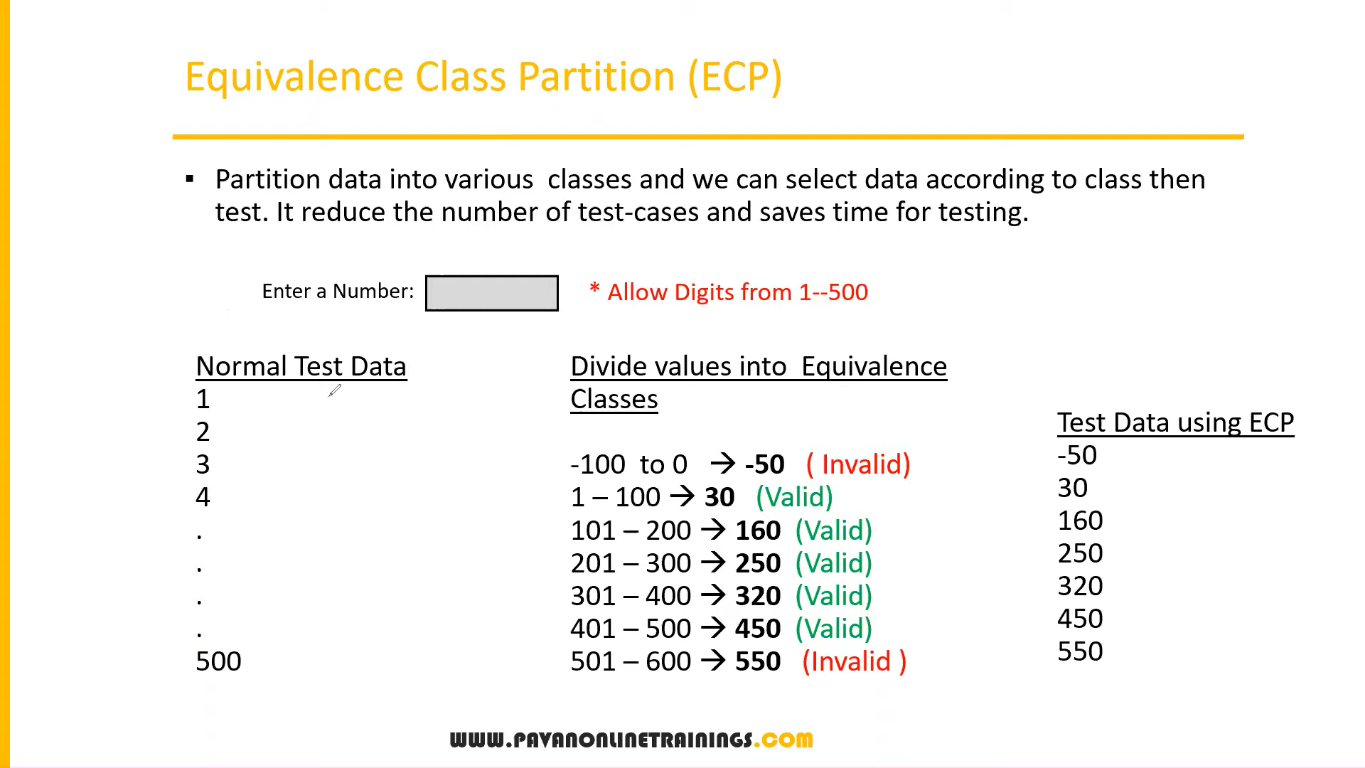 Equivalence Class Partition (ECP)
▪ Partition data into various classes and we can select data according to class then
test. It reduce the number of test-cases and saves time for testing.
Enter a Number:
* Allow Digits from 1--500
Normal Test Data
1
2
3
4
.
.
.
.
500
Divide values into Equivalence
Classes
-100 to 0 → -50 ( Invalid)
1 – 100 → 30 (Valid)
101 – 200 → 160 (Valid)
201 – 300 → 250 (Valid)
301 – 400 → 320 (Valid)
401 – 500 → 450 (Valid)
501 – 600 → 550 (Invalid )
Test Data using ECP
-50
30
160
250
320
450
550
WWW.PAVANONLINETRAININGS.COM